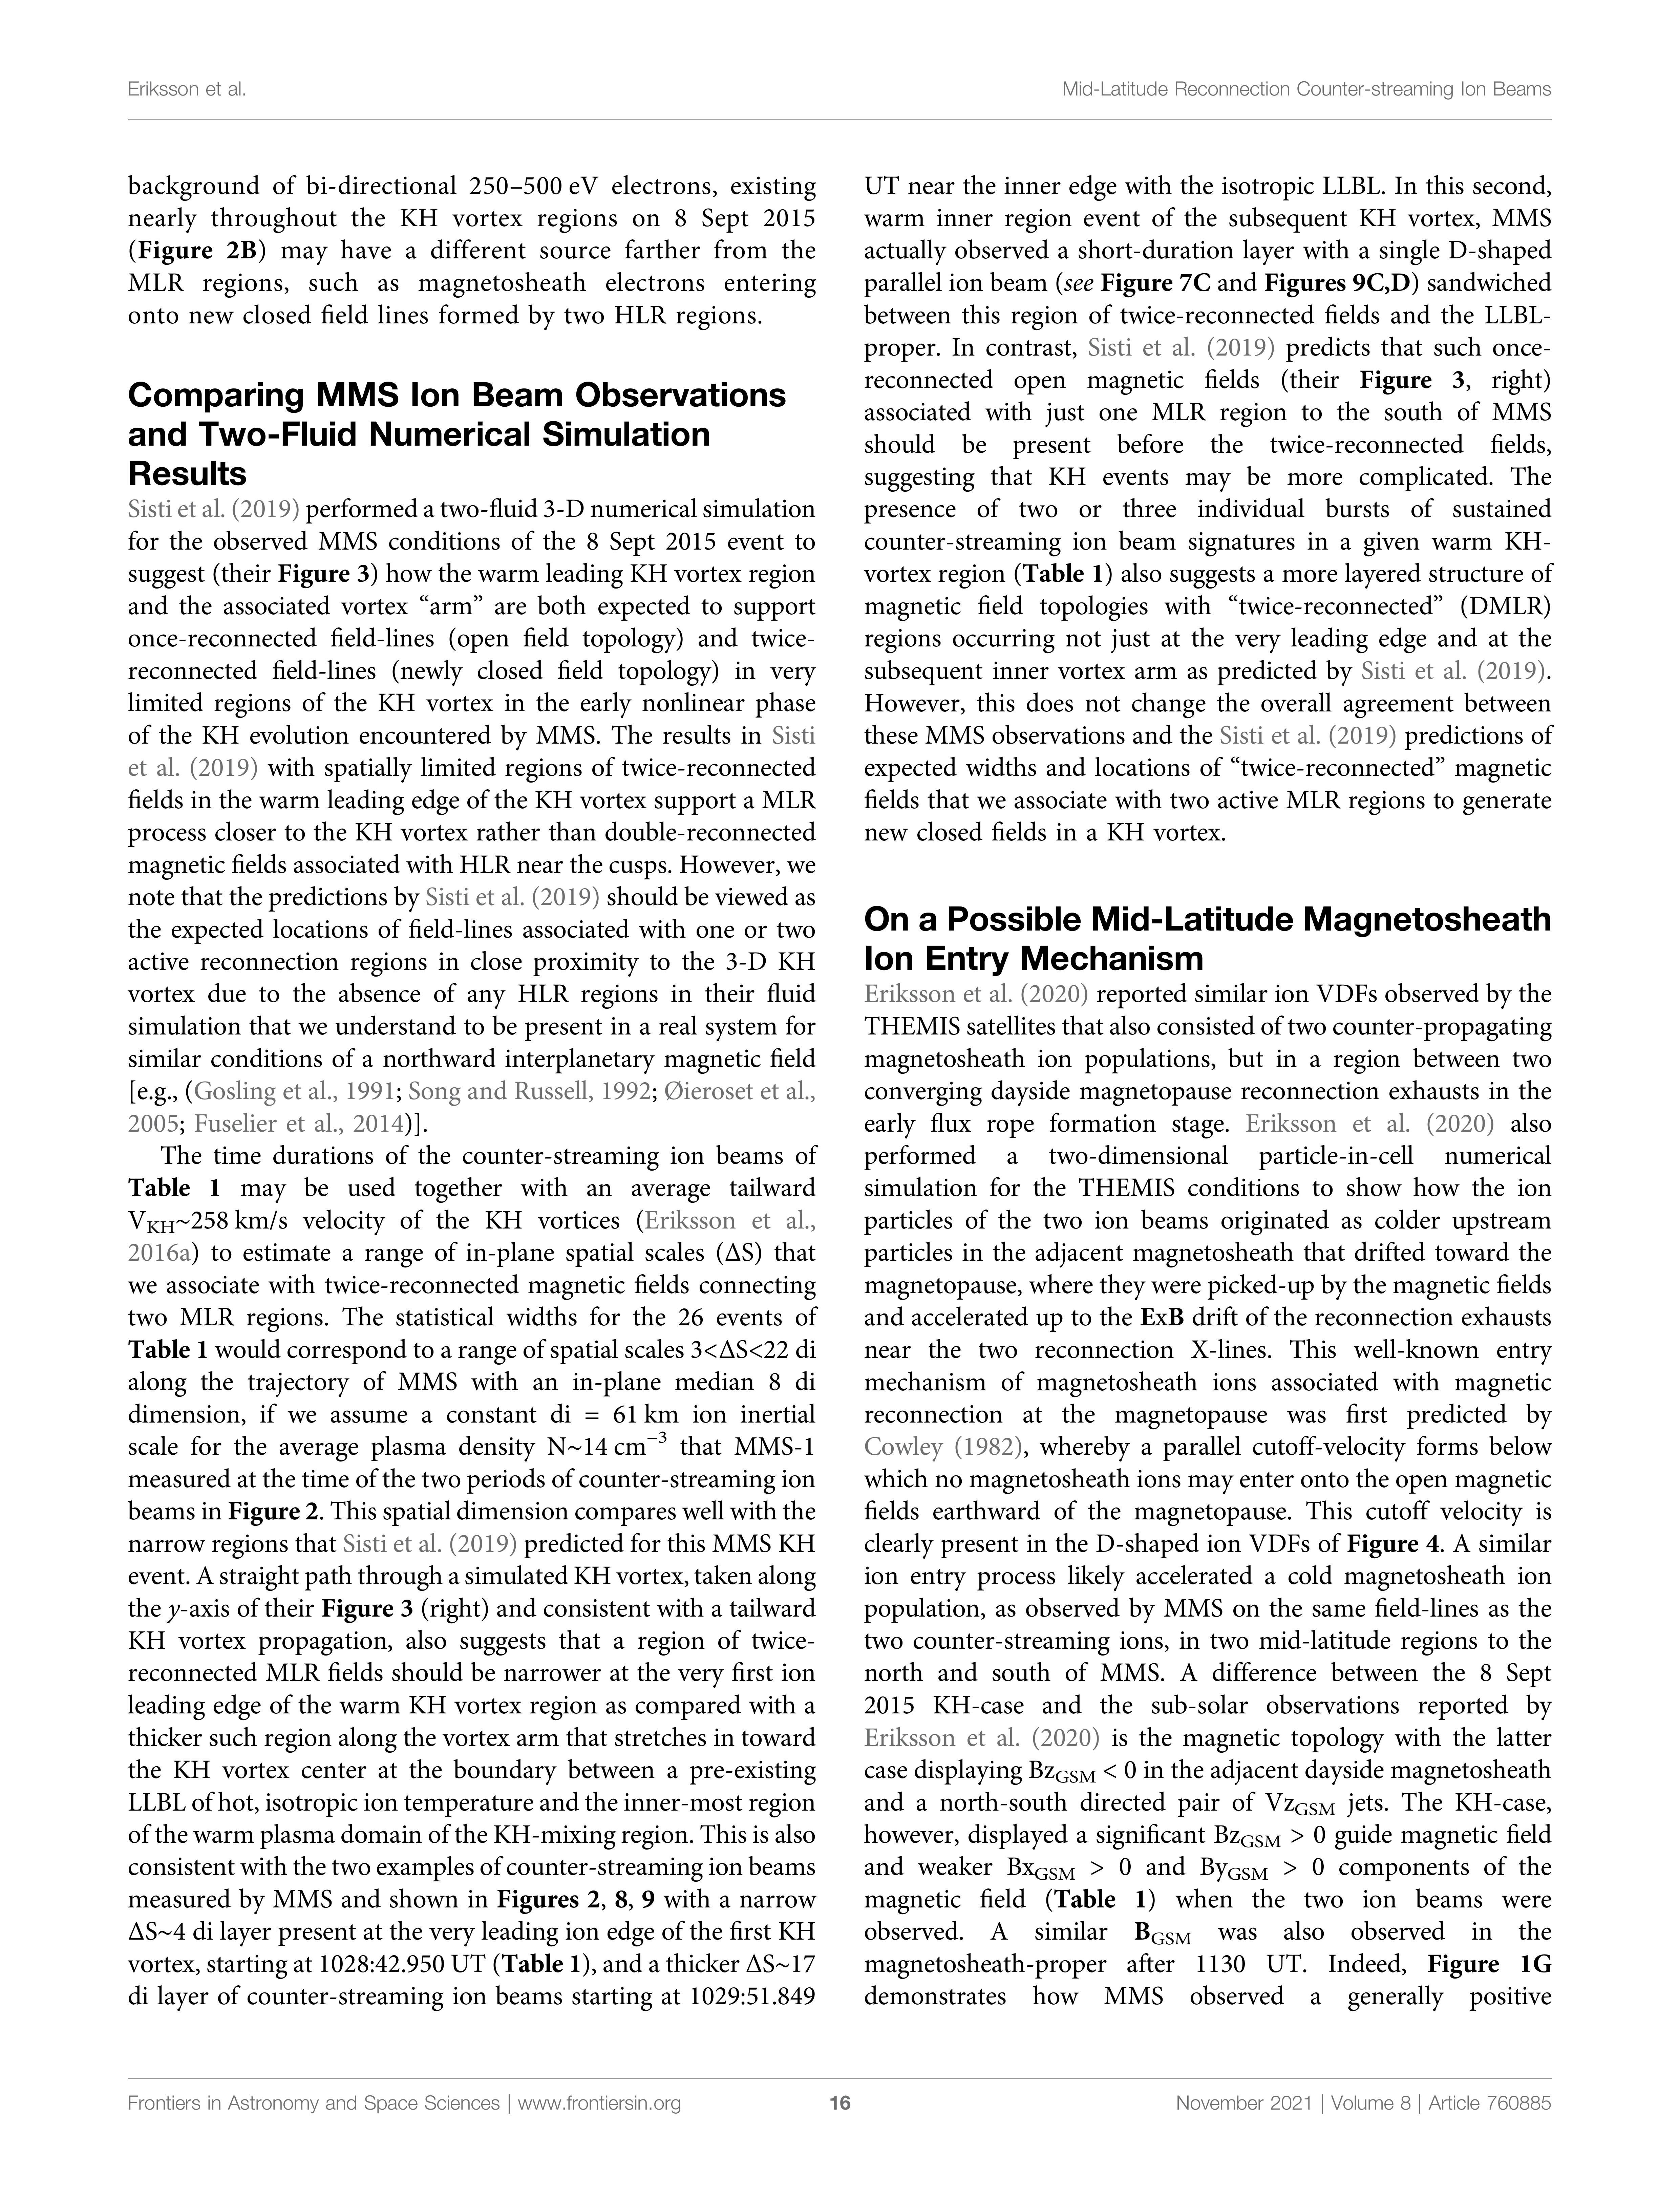 Eriksson et al.
Mid-Latitude Reconnection Counter-streaming Ion Beams
background of bi-directional 250–500 eV electrons, existing
nearly throughout the KH vortex regions on 8 Sept 2015
(Figure 2B) may have a different source farther from the
MLR regions, such as magnetosheath electrons entering
onto new closed field lines formed by two HLR regions.
Comparing MMS Ion Beam Observations
and Two-Fluid Numerical Simulation
Results
Sisti et al. (2019) performed a two-fluid 3-D numerical simulation
for the observed MMS conditions of the 8 Sept 2015 event to
suggest (their Figure 3) how the warm leading KH vortex region
and the associated vortex “arm” are both expected to support
once-reconnected field-lines (open field topology) and twice-
reconnected field-lines (newly closed field topology) in very
limited regions of the KH vortex in the early nonlinear phase
of the KH evolution encountered by MMS. The results in Sisti
et al. (2019) with spatially limited regions of twice-reconnected
fields in the warm leading edge of the KH vortex support a MLR
process closer to the KH vortex rather than double-reconnected
magnetic fields associated with HLR near the cusps. However, we
note that the predictions by Sisti et al. (2019) should be viewed as
the expected locations of field-lines associated with one or two
active reconnection regions in close proximity to the 3-D KH
vortex due to the absence of any HLR regions in their fluid
simulation that we understand to be present in a real system for
similar conditions of a northward interplanetary magnetic field
[e.g., (Gosling et al., 1991; Song and Russell, 1992; Øieroset et al.,
2005; Fuselier et al., 2014)].
The time durations of the counter-streaming ion beams of
Table 1 may be used together with an average tailward
VKH~258 km/s velocity of the KH vortices (Eriksson et al.,
2016a) to estimate a range of in-plane spatial scales (ΔS) that
we associate with twice-reconnected magnetic fields connecting
two MLR regions. The statistical widths for the 26 events of
Table 1 would correspond to a range of spatial scales 3<ΔS<22 di
along the trajectory of MMS with an in-plane median 8 di
dimension, if we assume a constant di = 61 km ion inertial
scale for the average plasma density N~14 cm−3 that MMS-1
measured at the time of the two periods of counter-streaming ion
beams in Figure 2. This spatial dimension compares well with the
narrow regions that Sisti et al. (2019) predicted for this MMS KH
event. A straight path through a simulated KH vortex, taken along
the y-axis of their Figure 3 (right) and consistent with a tailward
KH vortex propagation, also suggests that a region of twice-
reconnected MLR fields should be narrower at the very first ion
leading edge of the warm KH vortex region as compared with a
thicker such region along the vortex arm that stretches in toward
the KH vortex center at the boundary between a pre-existing
LLBL of hot, isotropic ion temperature and the inner-most region
of the warm plasma domain of the KH-mixing region. This is also
consistent with the two examples of counter-streaming ion beams
measured by MMS and shown in Figures 2, 8, 9 with a narrow
ΔS~4 di layer present at the very leading ion edge of the first KH
vortex, starting at 1028:42.950 UT (Table 1), and a thicker ΔS~17
di layer of counter-streaming ion beams starting at 1029:51.849
UT near the inner edge with the isotropic LLBL. In this second,
warm inner region event of the subsequent KH vortex, MMS
actually observed a short-duration layer with a single D-shaped
parallel ion beam (see Figure 7C and Figures 9C,D) sandwiched
between this region of twice-reconnected fields and the LLBL-
proper. In contrast, Sisti et al. (2019) predicts that such once-
reconnected open magnetic fields (their Figure 3, right)
associated with just one MLR region to the south of MMS
should be present before the twice-reconnected fields,
suggesting that KH events may be more complicated. The
presence of two or three individual bursts of sustained
counter-streaming ion beam signatures in a given warm KH-
vortex region (Table 1) also suggests a more layered structure of
magnetic field topologies with “twice-reconnected” (DMLR)
regions occurring not just at the very leading edge and at the
subsequent inner vortex arm as predicted by Sisti et al. (2019).
However, this does not change the overall agreement between
these MMS observations and the Sisti et al. (2019) predictions of
expected widths and locations of “twice-reconnected” magnetic
fields that we associate with two active MLR regions to generate
new closed fields in a KH vortex.
On a Possible Mid-Latitude Magnetosheath
Ion Entry Mechanism
Eriksson et al. (2020) reported similar ion VDFs observed by the
THEMIS satellites that also consisted of two counter-propagating
magnetosheath ion populations, but in a region between two
converging dayside magnetopause reconnection exhausts in the
early flux rope formation stage. Eriksson et al. (2020) also
performed a two-dimensional particle-in-cell numerical
simulation for the THEMIS conditions to show how the ion
particles of the two ion beams originated as colder upstream
particles in the adjacent magnetosheath that drifted toward the
magnetopause, where they were picked-up by the magnetic fields
and accelerated up to the ExB drift of the reconnection exhausts
near the two reconnection X-lines. This well-known entry
mechanism of magnetosheath ions associated with magnetic
reconnection at the magnetopause was first predicted by
Cowley (1982), whereby a parallel cutoff-velocity forms below
which no magnetosheath ions may enter onto the open magnetic
fields earthward of the magnetopause. This cutoff velocity is
clearly present in the D-shaped ion VDFs of Figure 4. A similar
ion entry process likely accelerated a cold magnetosheath ion
population, as observed by MMS on the same field-lines as the
two counter-streaming ions, in two mid-latitude regions to the
north and south of MMS. A difference between the 8 Sept
2015 KH-case and the sub-solar observations reported by
Eriksson et al. (2020) is the magnetic topology with the latter
case displaying BzGSM < 0 in the adjacent dayside magnetosheath
and a north-south directed pair of VzGSM jets. The KH-case,
however, displayed a significant BzGSM > 0 guide magnetic field
and weaker BxGSM > 0 and ByGSM > 0 components of the
magnetic field (Table 1) when the two ion beams were
observed. A similar BGSM was also observed in the
magnetosheath-proper after 1130 UT. Indeed, Figure 1G
demonstrates how MMS observed a generally positive
Frontiers in Astronomy and Space Sciences | www.frontiersin.org
16
November 2021 | Volume 8 | Article 760885